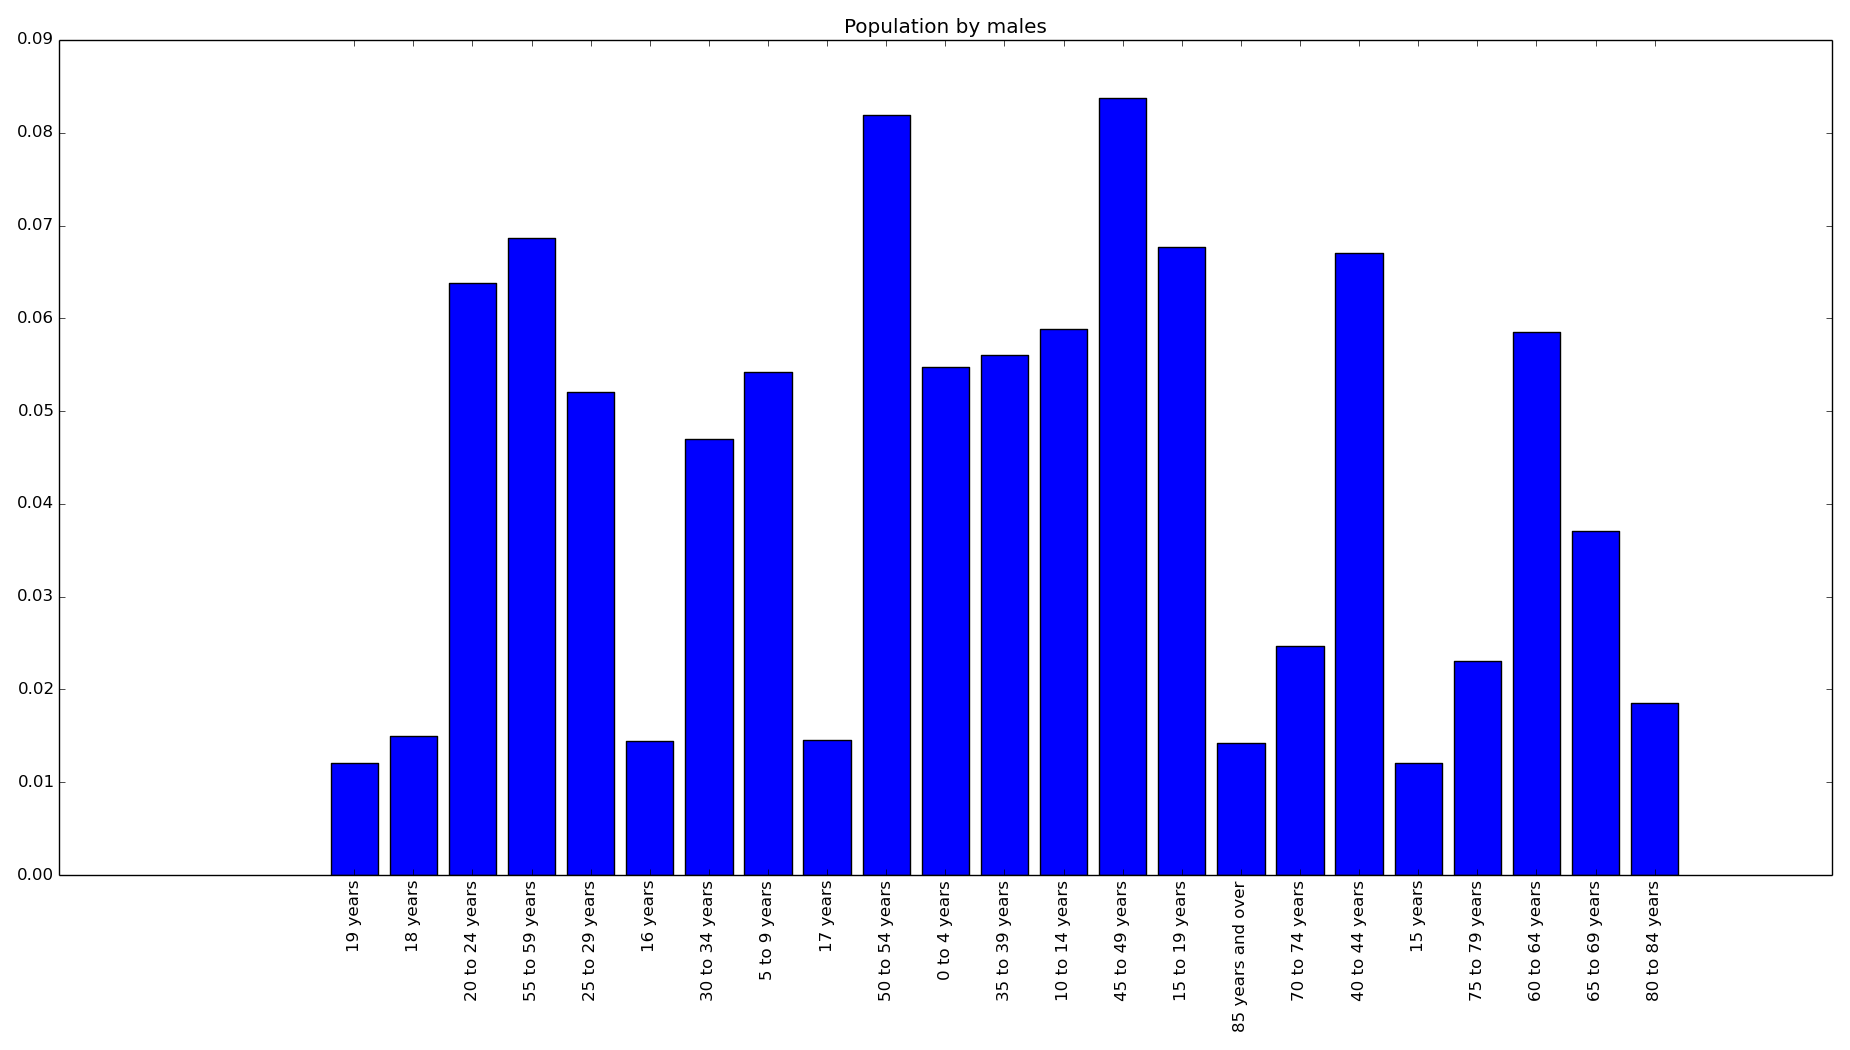 Population by males
0.09
0.08
0.07
0.06
0.05
0.04
0.03
0.02
0.01
0.00
19 years
18 years
20 to 24 years
55 to 59 years
25 to 29 years
16 years
30 to 34 years
5 to 9 years
17 years
50 to 54 years
0 to 4 years
35 to 39 years
10 to 14 years
45 to 49 years
15 to 19 years
85 years and over
70 to 74 years
40 to 44 years
15 years
75 to 79 years
60 to 64 years
65 to 69 years
80 to 84 years